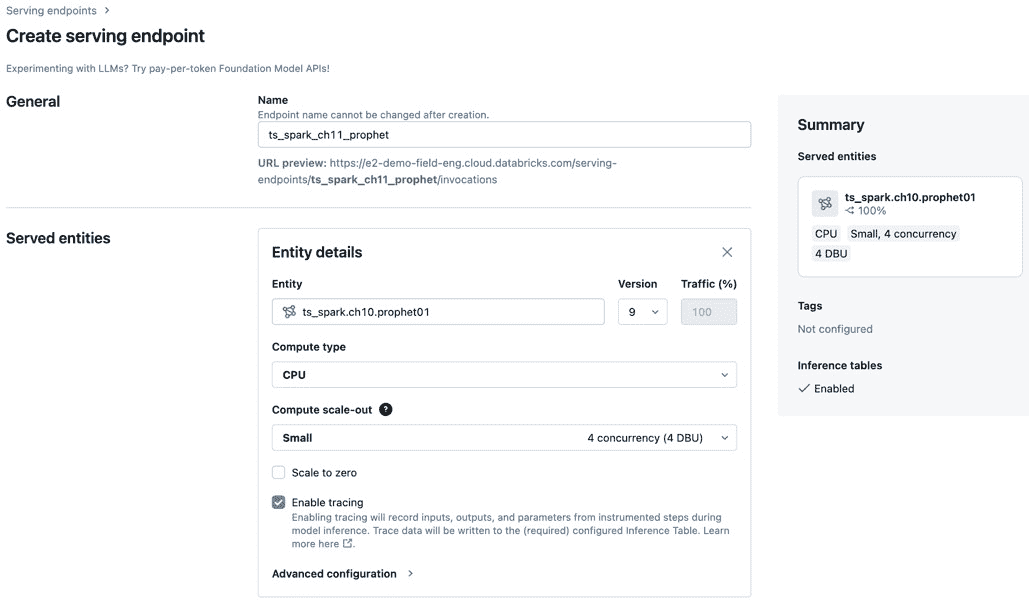 Serving endpoints >
Create serving endpoint
Experimenting with LLMs? Try pay-per-token Foundation Model APIs!
General
Name
Endpoint name cannot be changed after creation.
ts_spark_ch11_prophet
URL preview: https://e2-demo-field-eng.cloud.databricks.com/serving-
endpoints/ts_spark_ch11_prophet/invocations
Served entities
Entity details
Entity Version Traffic (%)
ts_spark.ch10.prophet01 9 100
Compute type
CPU
Compute scale-out ?
Small 4 concurrency (4 DBU)
Scale to zero
Enable tracing
Enabling tracing will record inputs, outputs, and parameters from instrumented steps during
model inference. Trace data will be written to the (required) configured Inference Table. Learn
more here.
Advanced configuration >
Summary
Served entities
ts_spark.ch10.prophet01
100%
CPU Small, 4 concurrency
4 DBU
Tags
Not configured
Inference tables
Enabled